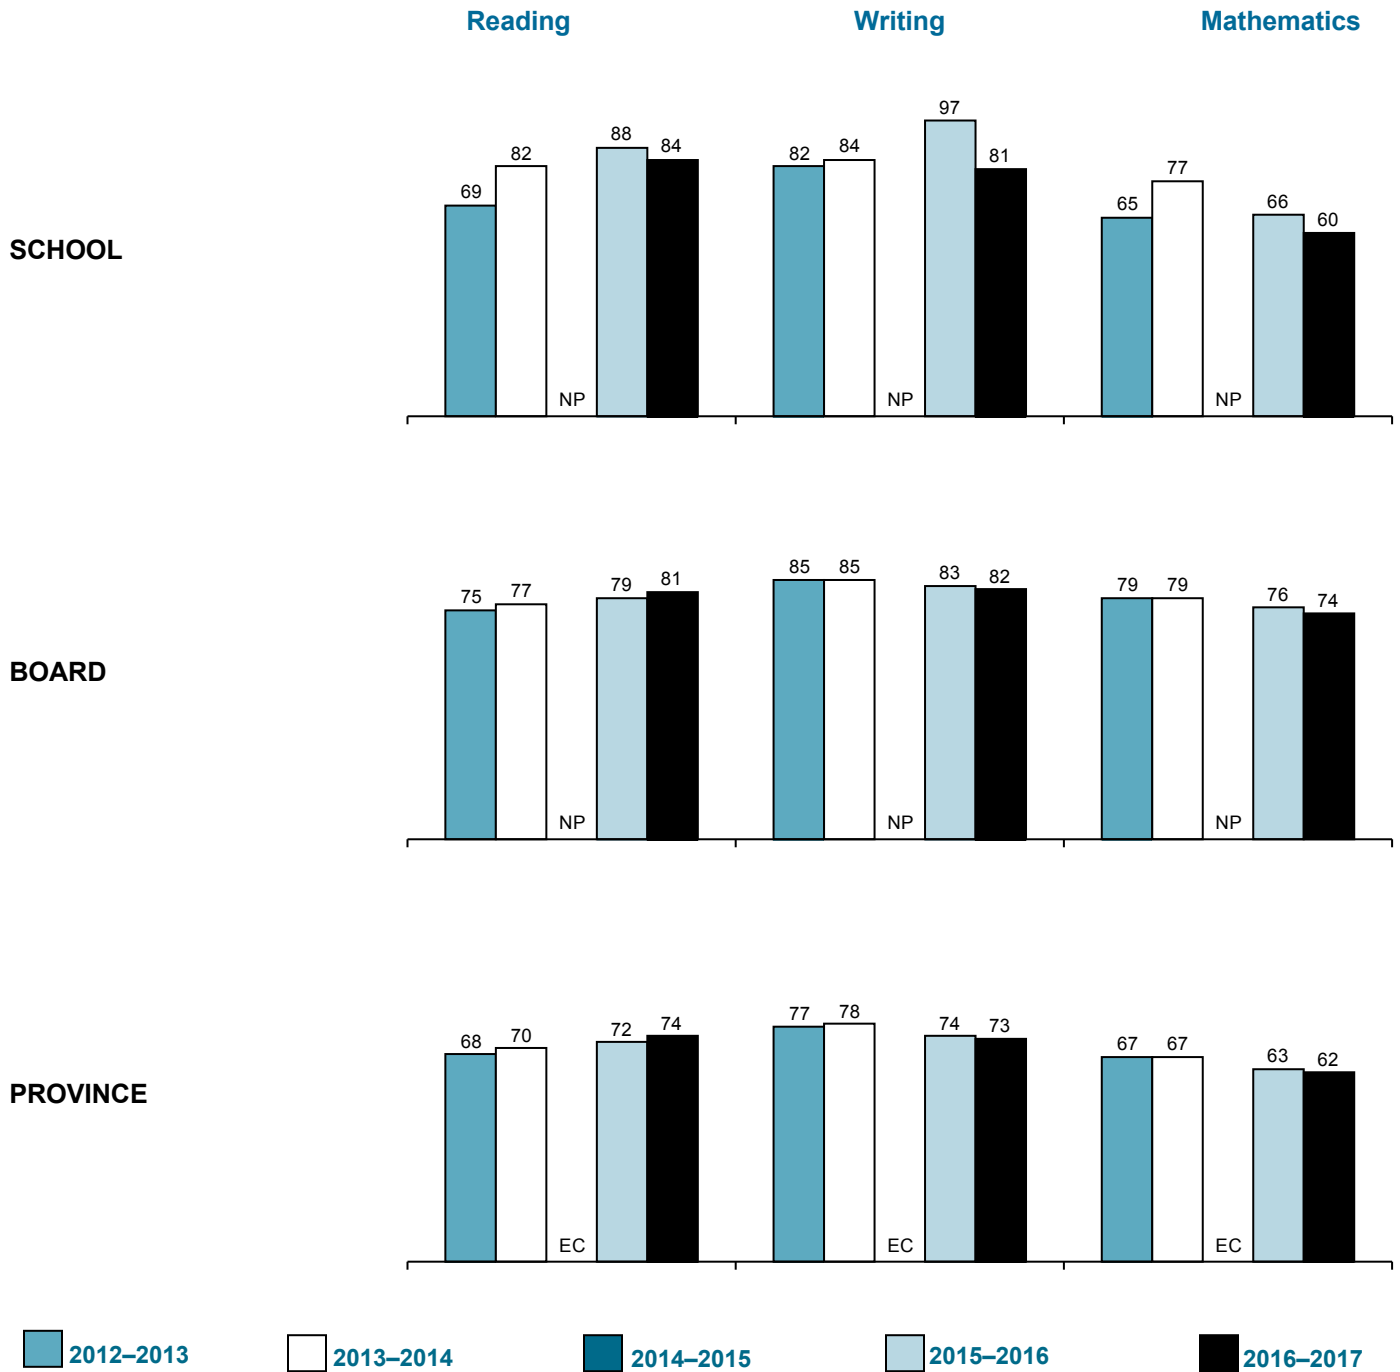 Reading Writing Mathematics
SCHOOL
69 82 NP 88 84 82 84 NP 97 81 65 77 NP 66 60
BOARD
75 77 NP 79 81 85 85 NP 83 82 79 79 NP 76 74
PROVINCE
68 70 EC 72 74 77 78 EC 74 73 67 67 EC 63 62
2012–2013 2013–2014 2014–2015 2015–2016 2016–2017